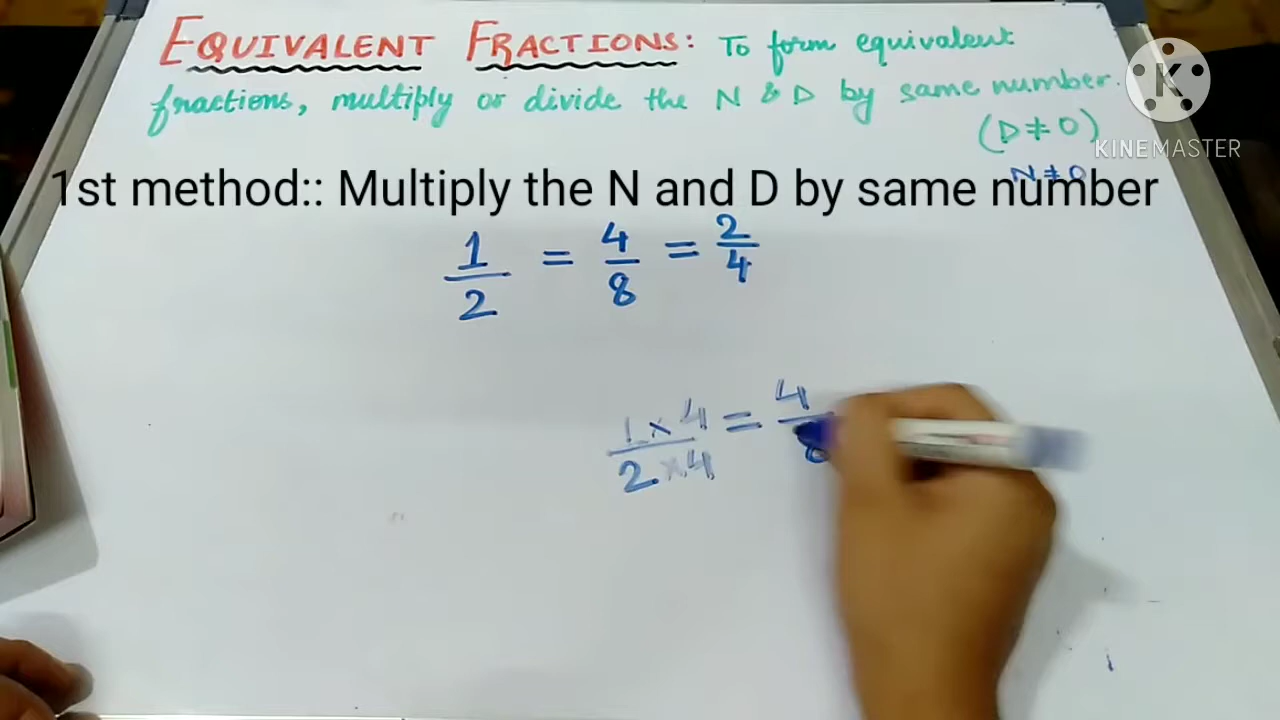 EQUIVALENT FRACTIONS: To form equivalent
fractions, multiply or divide the N & D by same number.
(D ≠ 0)
K
KINEMASTER
N ≠ 0
1st method:: Multiply the N and D by same number
1/2 = 4/8 = 2/4
1 × 4 / 2 × 4 = 4/8